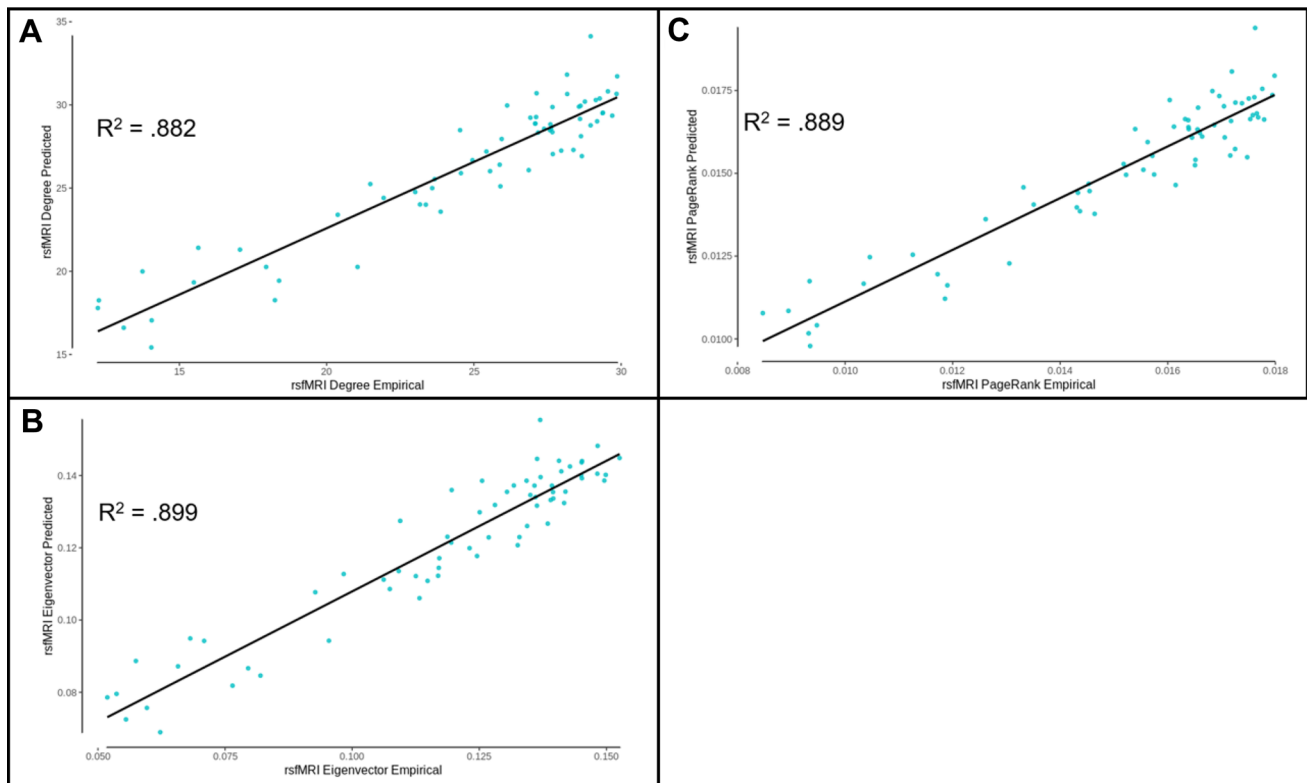 A
35
30
25
20
15
rsfMRI Degree Predicted
R² = .882
15
20
25
30
rsfMRI Degree Empirical
C
0.0175
0.0150
0.0125
0.0100
rsfMRI PageRank Predicted
R² = .889
0.008
0.010
0.012
0.014
0.016
0.018
rsfMRI PageRank Empirical
B
0.14
0.12
0.10
0.08
rsfMRI Eigenvector Predicted
R² = .899
0.050
0.075
0.100
0.125
0.150
rsfMRI Eigenvector Empirical